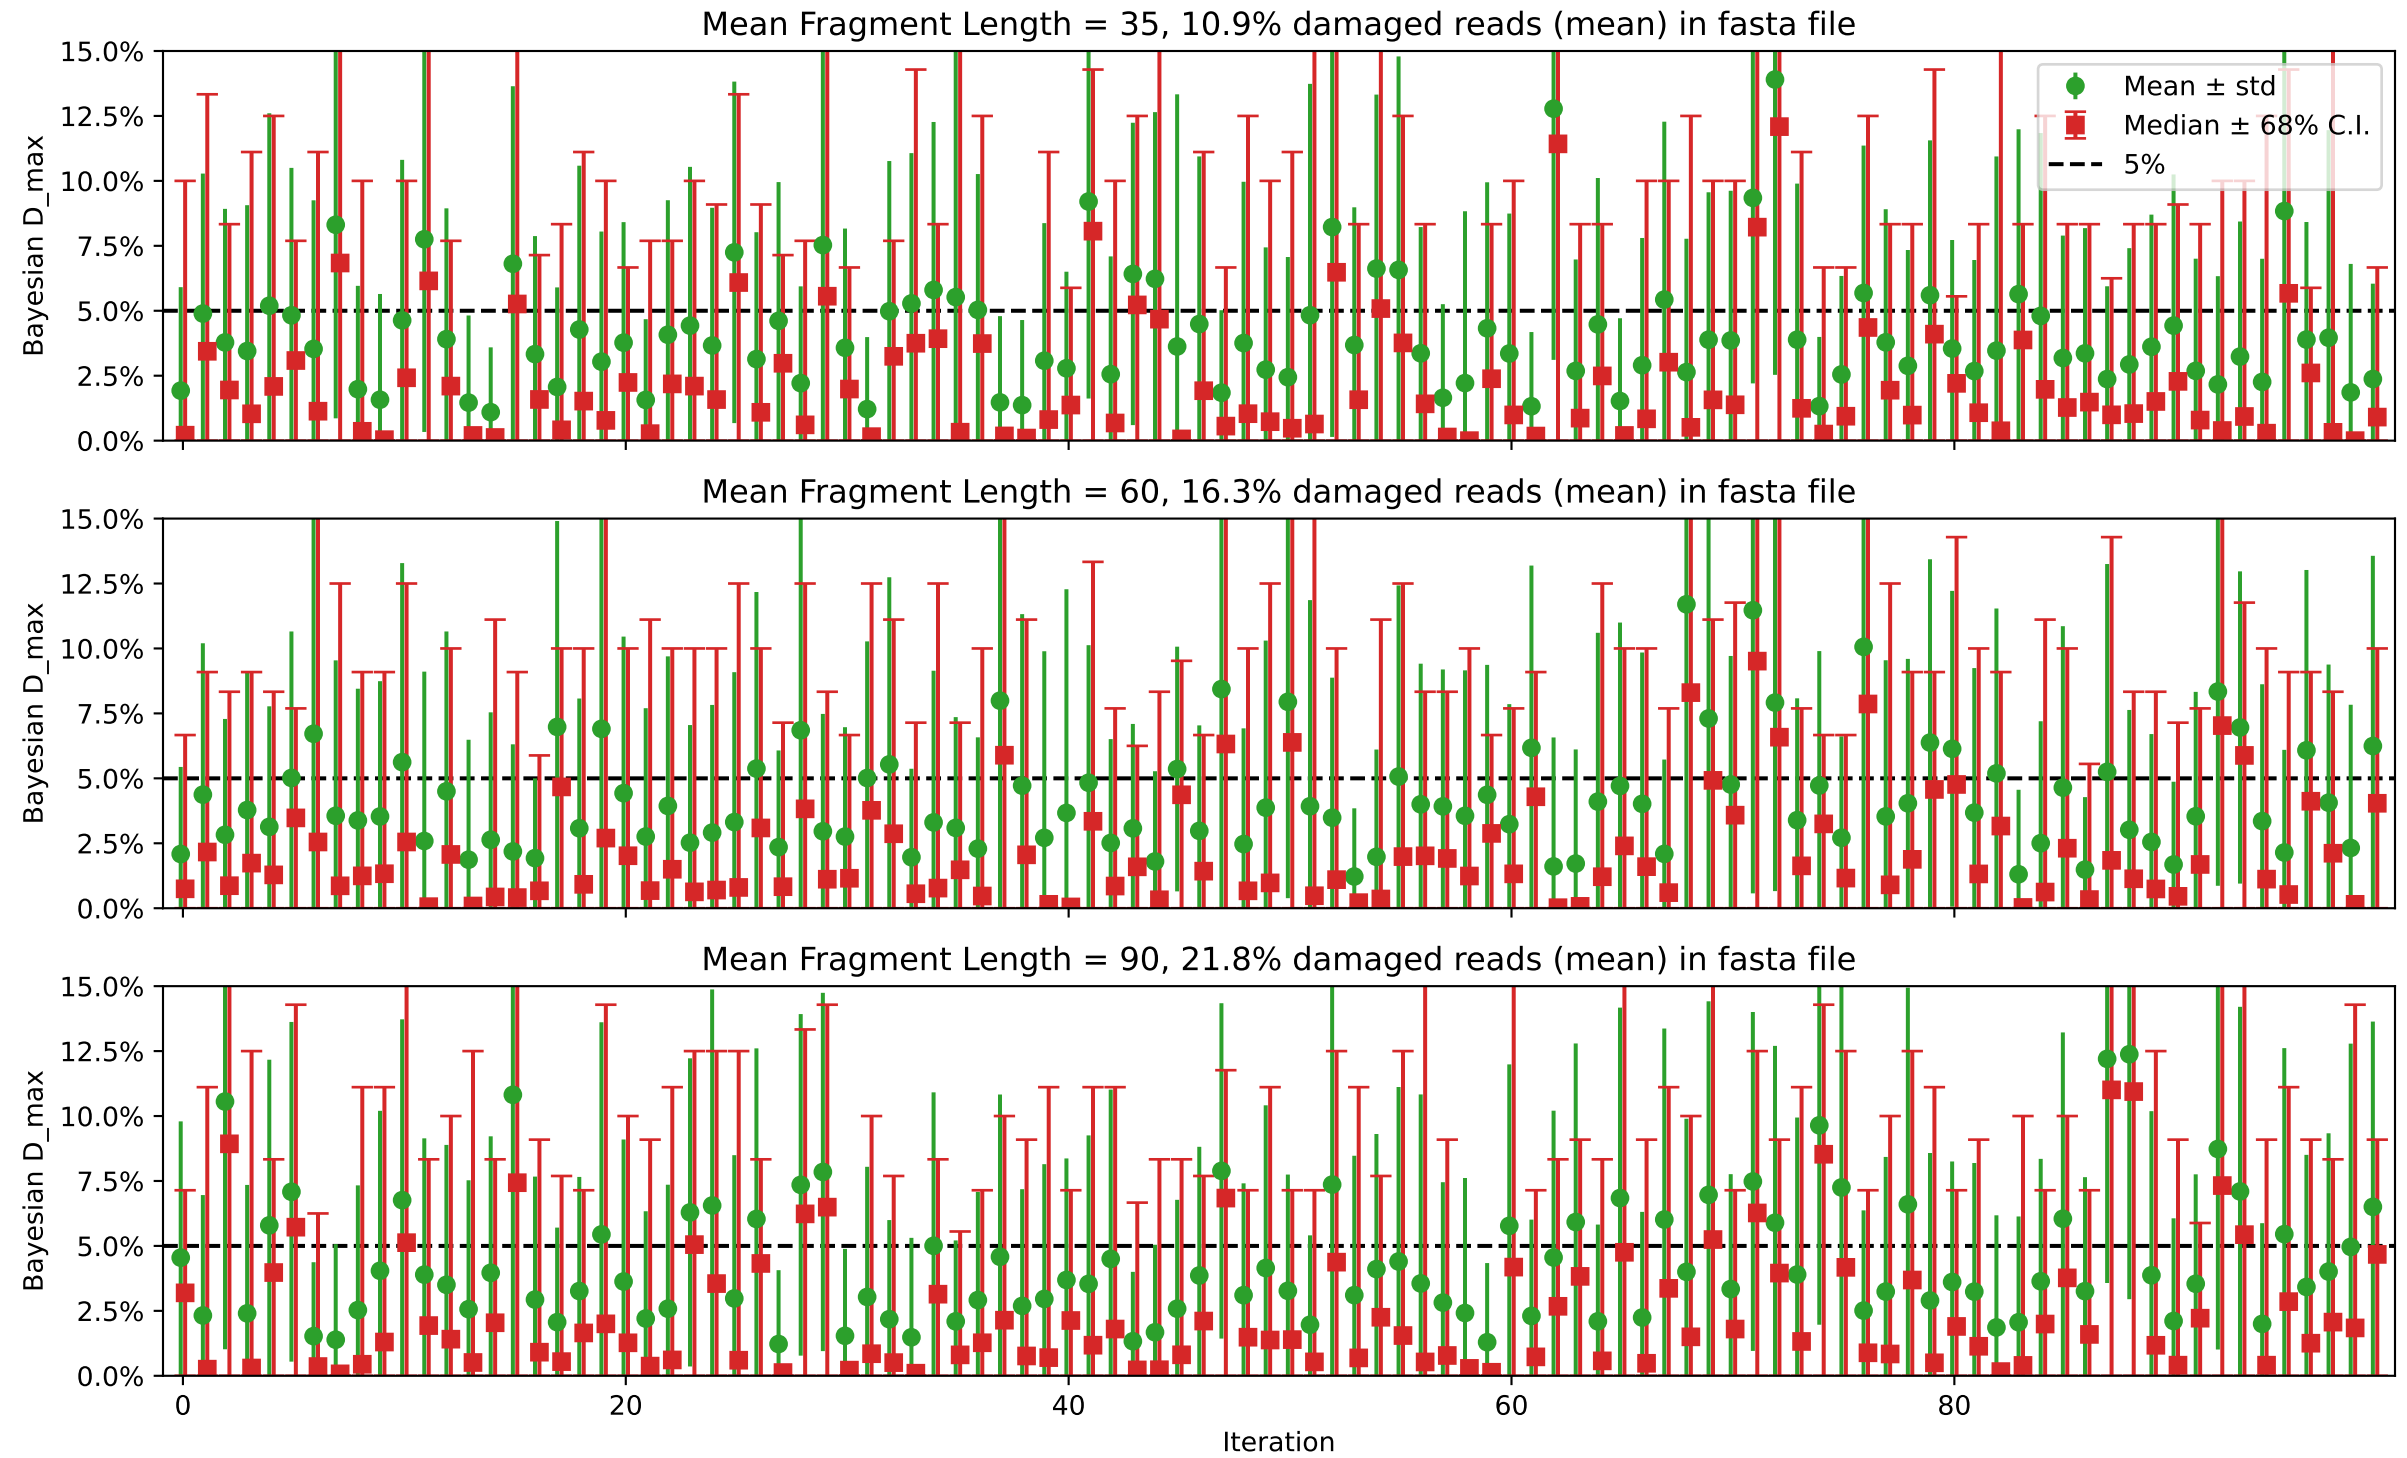 Mean Fragment Length = 35, 10.9% damaged reads (mean) in fasta file
15.0%
12.5%
10.0%
7.5%
5.0%
2.5%
0.0%
Bayesian D_max
Mean ± std
Median ± 68% C.I.
5%
Mean Fragment Length = 60, 16.3% damaged reads (mean) in fasta file
15.0%
12.5%
10.0%
7.5%
5.0%
2.5%
0.0%
Bayesian D_max
Mean Fragment Length = 90, 21.8% damaged reads (mean) in fasta file
15.0%
12.5%
10.0%
7.5%
5.0%
2.5%
0.0%
Bayesian D_max
0 20 40 60 80
Iteration